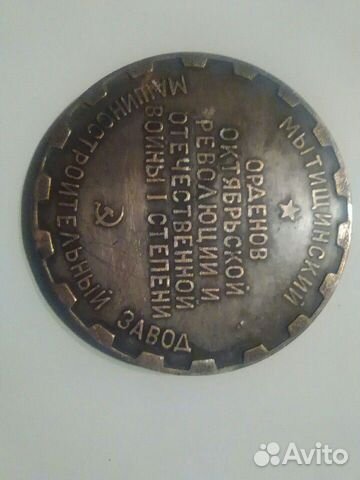 МЫТИЩИНСКИЙ
МАШИНОСТРОИТЕЛЬНЫЙ ЗАВОД
ОРДЕНОВ
ОКТЯБРЬСКОЙ
РЕВОЛЮЦИИ И
ОТЕЧЕСТВЕННОЙ
ВОЙНЫ I СТЕПЕНИ
Avito